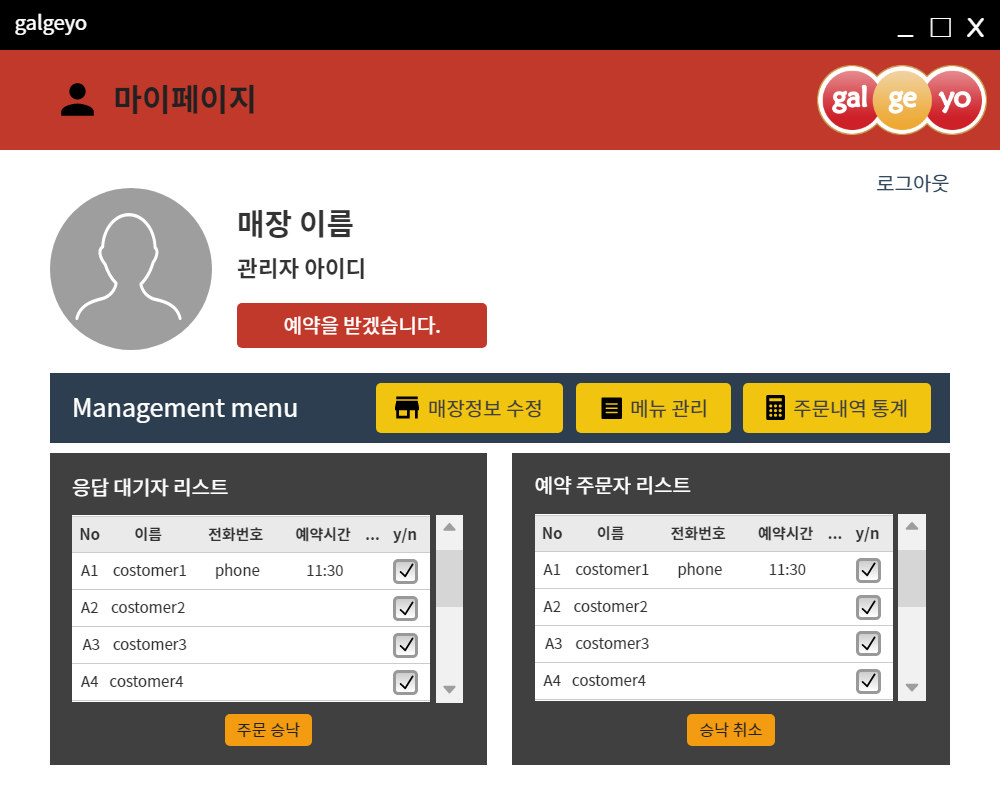 galgeyo
마이페이지
gal ge yo
로그아웃
매장 이름
관리자 아이디
예약을 받겠습니다.
Management menu
매장정보 수정
메뉴 관리
주문내역 통계
응답 대기자 리스트
No 이름 전화번호 예약시간 ... y/n
A1 costomer1 phone 11:30
A2 costomer2
A3 costomer3
A4 costomer4
주문 승낙
예약 주문자 리스트
No 이름 전화번호 예약시간 ... y/n
A1 costomer1 phone 11:30
A2 costomer2
A3 costomer3
A4 costomer4
승낙 취소